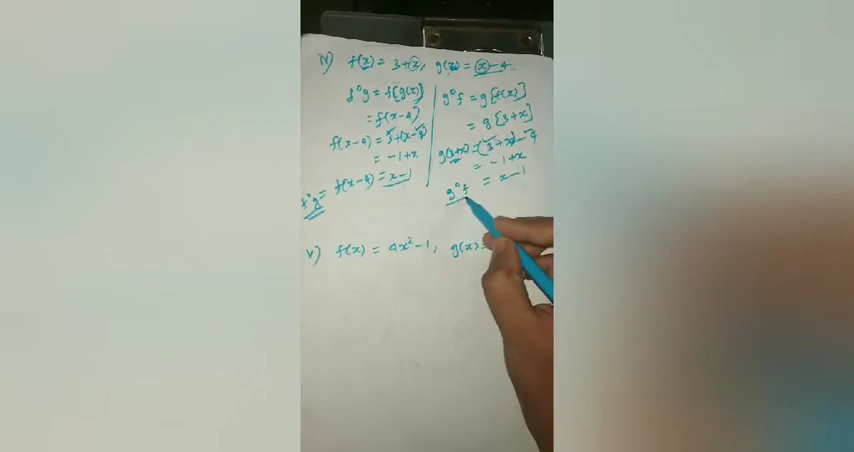 iv) f(x) = 3+x, g(x) = (x)-4.
f°g = f[g(x)]
= f(x-4)
f(x-4) = 3+(x-4)
= -1+x
f°g = f(x-4) = x-1
g°f = g[f(x)]
= g[3+x]
g(3+x) = (3+x)-4
= -1+x
g°f = x-1
v) f(x) = 4x²-1, g(x)=